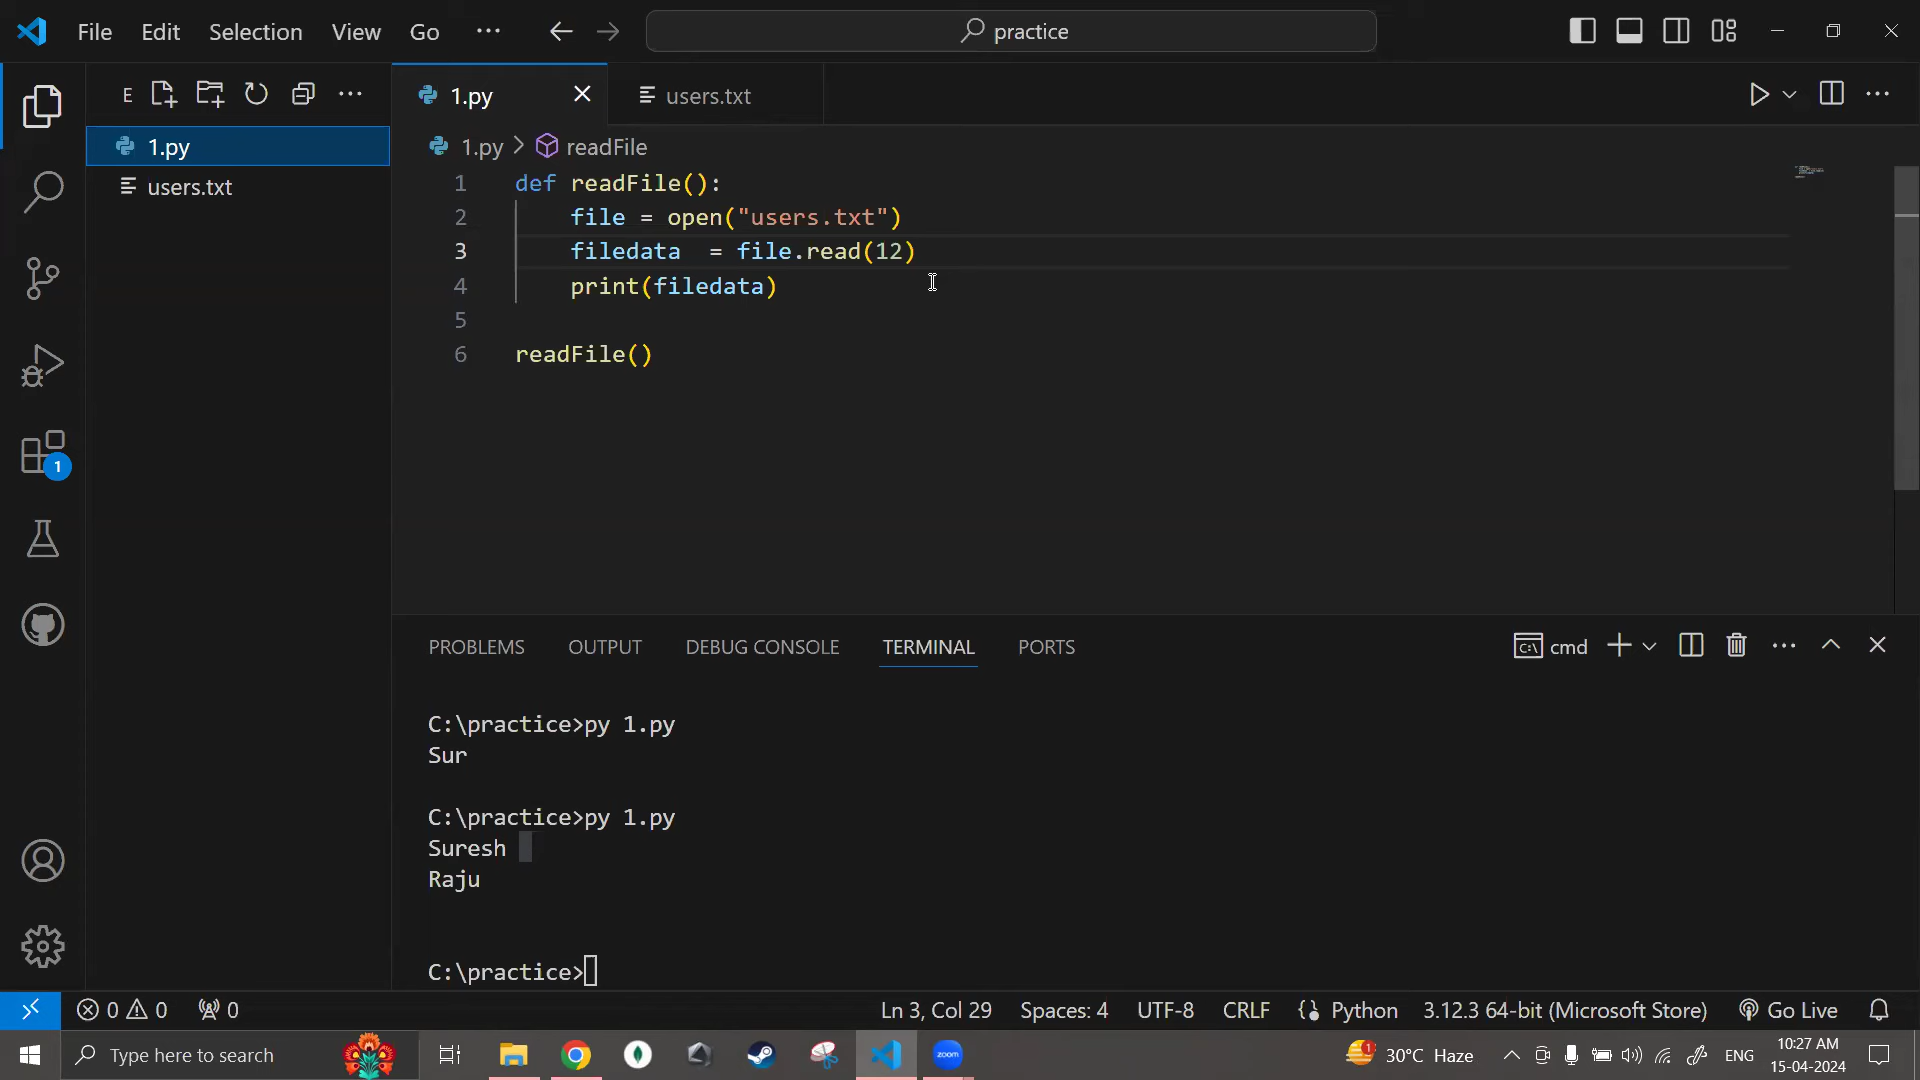 File Edit Selection View Go ··· practice
E ···
1.py
users.txt
1.py users.txt
1.py > readFile
1 def readFile():
2 file = open("users.txt")
3 filedata  = file.read(12)
4 print(filedata)
5
6 readFile()
1
PROBLEMS OUTPUT DEBUG CONSOLE TERMINAL PORTS cmd
C:\practice>py 1.py
Sur
C:\practice>py 1.py
Suresh
Raju
C:\practice>
0 0 0 Ln 3, Col 29 Spaces: 4 UTF-8 CRLF Python 3.12.3 64-bit (Microsoft Store) Go Live
Type here to search zoom 1 30°C Haze ENG 10:27 AM
15-04-2024